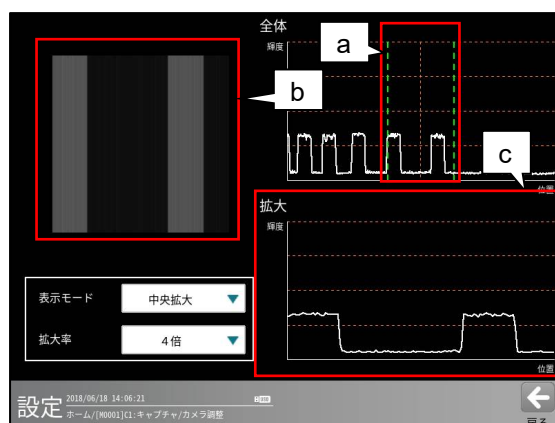 全体
輝度
a
b
c
位置
拡大
輝度
表示モード
中央拡大
拡大率
4倍
位置
設定
2018/06/18 14:06:21
ホーム/[M0001]C1:キャプチャ/カメラ調整
戻る